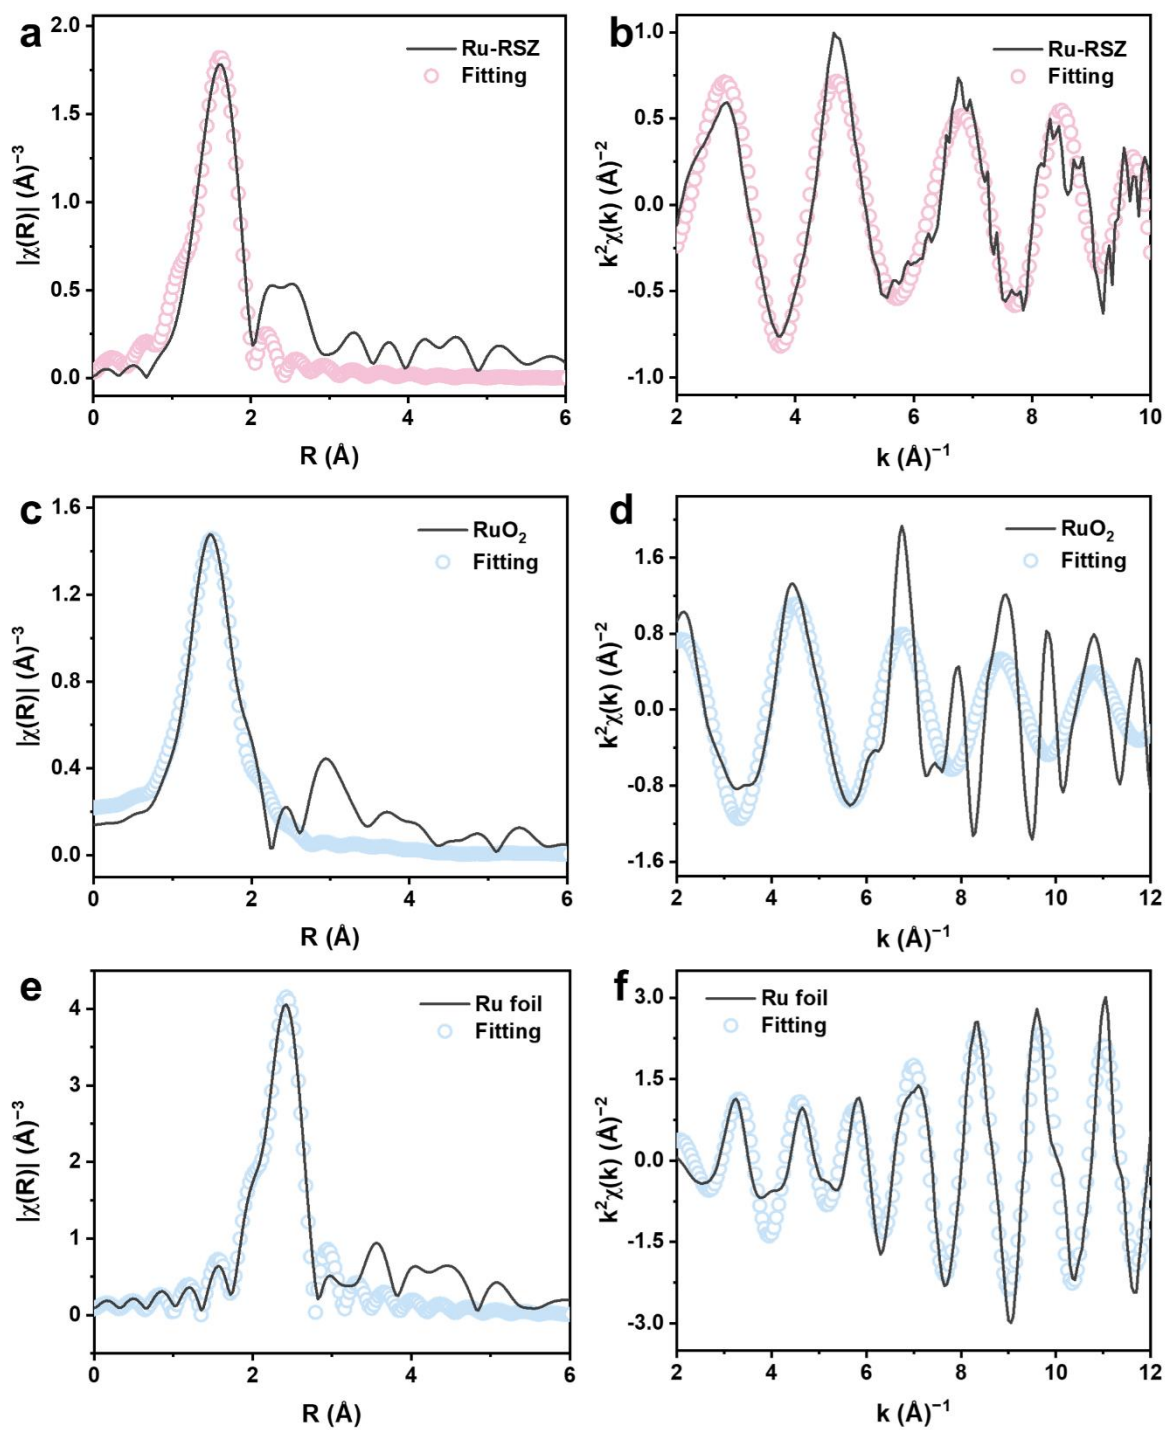 a
Ru-RSZ
Fitting
2.0
1.5
1.0
0.5
0.0
|χ(R)| (Å)⁻³
0 2 4 6
R (Å)
b
Ru-RSZ
Fitting
1.0
0.5
0.0
-0.5
-1.0
k²χ(k) (Å)⁻²
2 4 6 8 10
k (Å)⁻¹
c
RuO₂
Fitting
1.6
1.2
0.8
0.4
0.0
|χ(R)| (Å)⁻³
0 2 4 6
R (Å)
d
RuO₂
Fitting
1.6
0.8
0.0
-0.8
-1.6
k²χ(k) (Å)⁻²
2 4 6 8 10 12
k (Å)⁻¹
e
Ru foil
Fitting
4
3
2
1
0
|χ(R)| (Å)⁻³
0 2 4 6
R (Å)
f
Ru foil
Fitting
3.0
1.5
0.0
-1.5
-3.0
k²χ(k) (Å)⁻²
2 4 6 8 10 12
k (Å)⁻¹